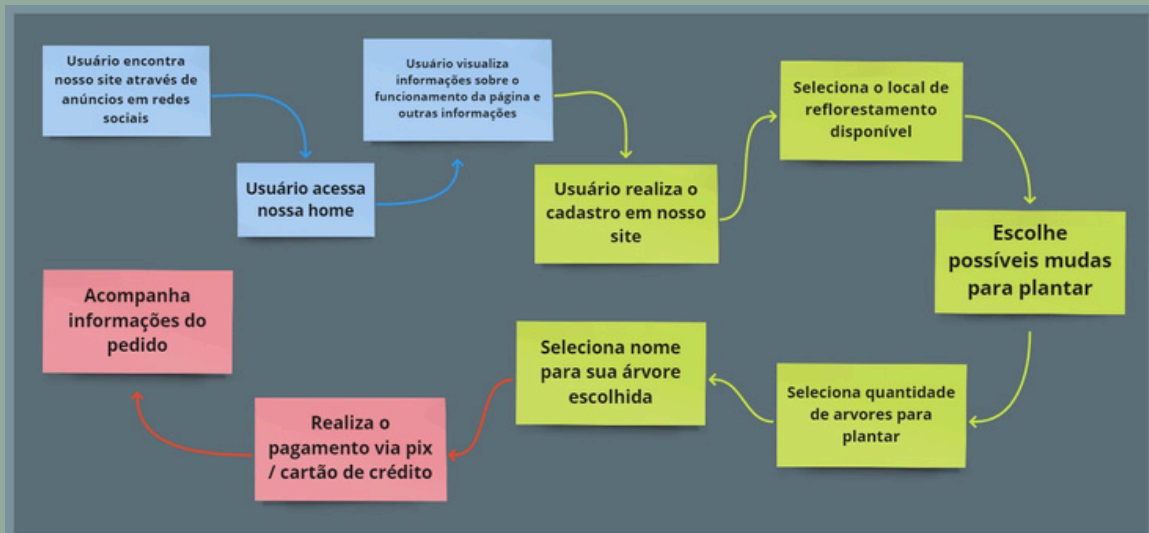 Usuário encontra
nosso site através de
anúncios em redes
sociais
Usuário acessa
nossa home
Usuário visualiza
informações sobre o
funcionamento da página e
outras informações
Usuário realiza o
cadastro em nosso
site
Seleciona o local de
reflorestamento
disponível
Escolhe
possíveis mudas
para plantar
Seleciona quantidade
de arvores para
plantar
Seleciona nome
para sua árvore
escolhida
Realiza o
pagamento via pix
/ cartão de crédito
Acompanha
informações do
pedido